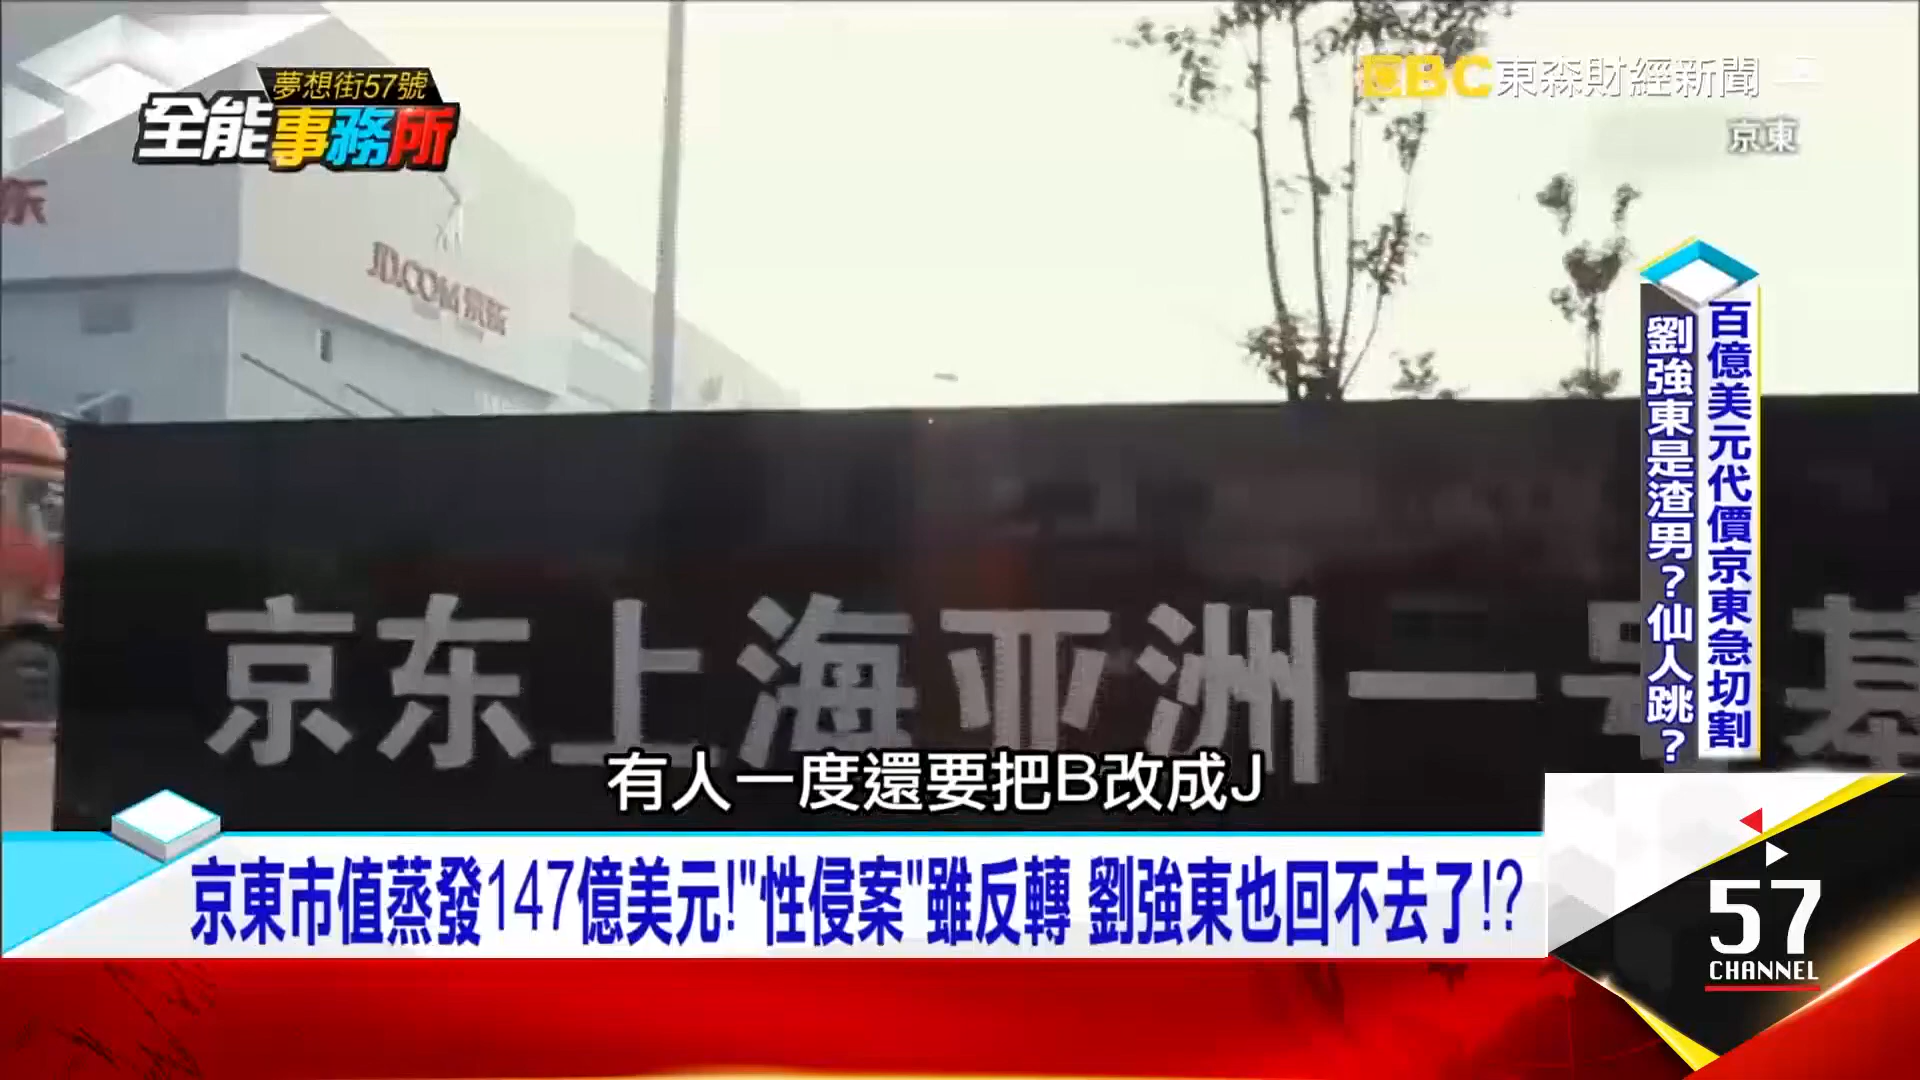 夢想街57號
全能事務所
EBC東森財經新聞
京東
东
JD.COM 京东
百億美元代價京東急切割
劉強東是渣男?仙人跳?
京东上海亚洲一号基
有人一度還要把B改成J
京東市值蒸發147億美元!"性侵案"雖反轉 劉強東也回不去了!?
57
CHANNEL